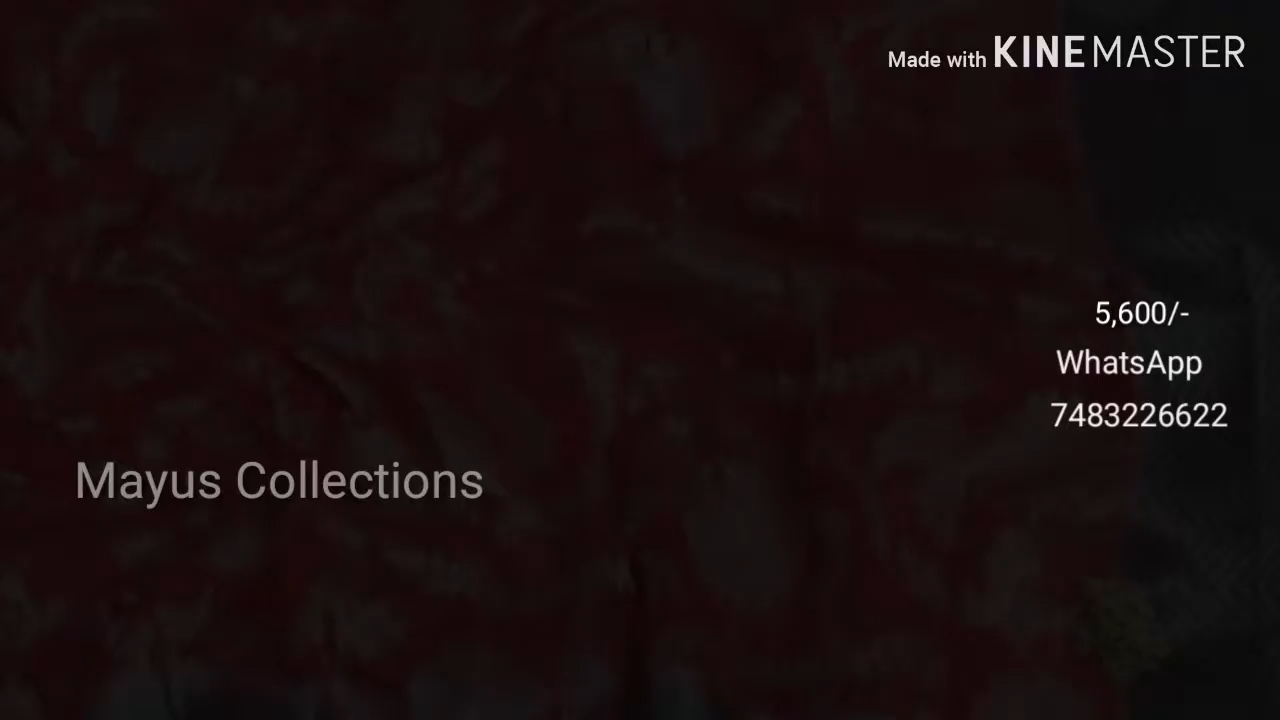 Made with KINEMASTER
5,600/-
WhatsApp
7483226622
Mayus Collections